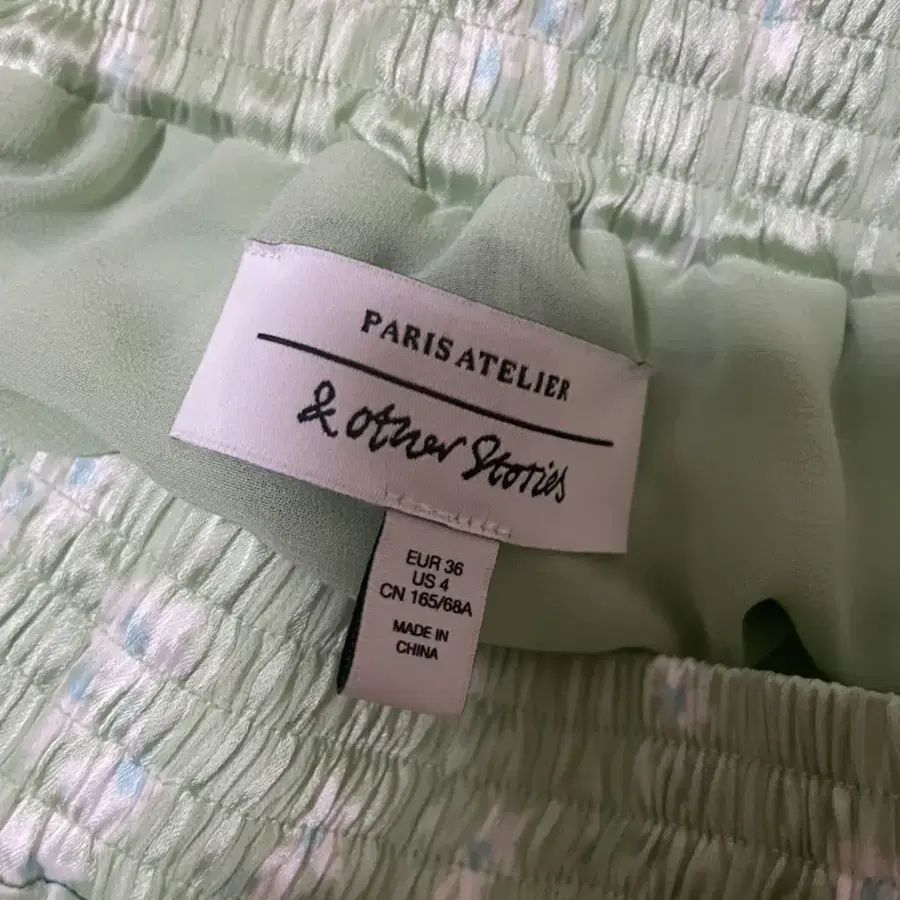 PARIS ATELIER
& other Stories
EUR 36
US 4
CN 165/68A
MADE IN
CHINA